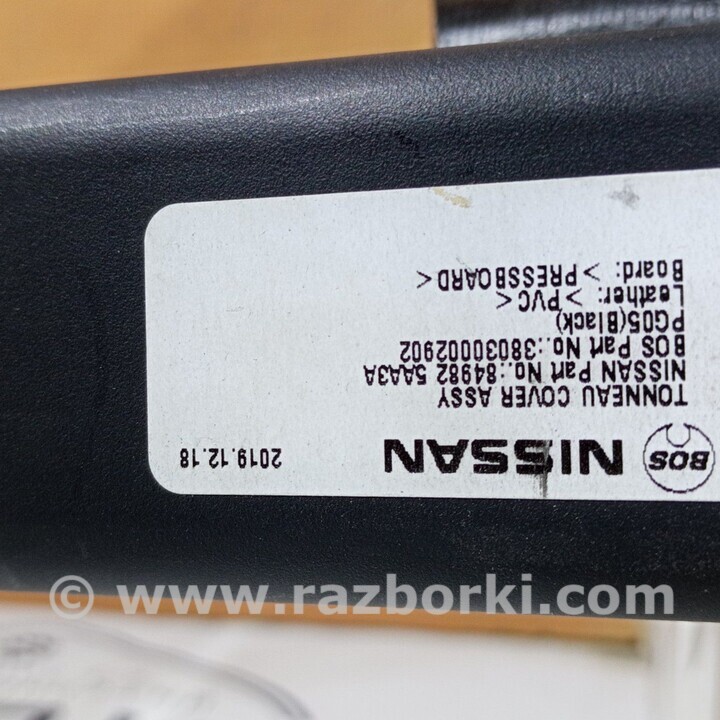 BOS NISSAN 2019.12.18
TONNEAU COVER ASSY
NISSAN Part No.:84982 5AA3A
BOS Part No.:38030002902
PG05(Black)
Leather: >PVC<
Board: >PRESSBOARD<
© www.razborki.com